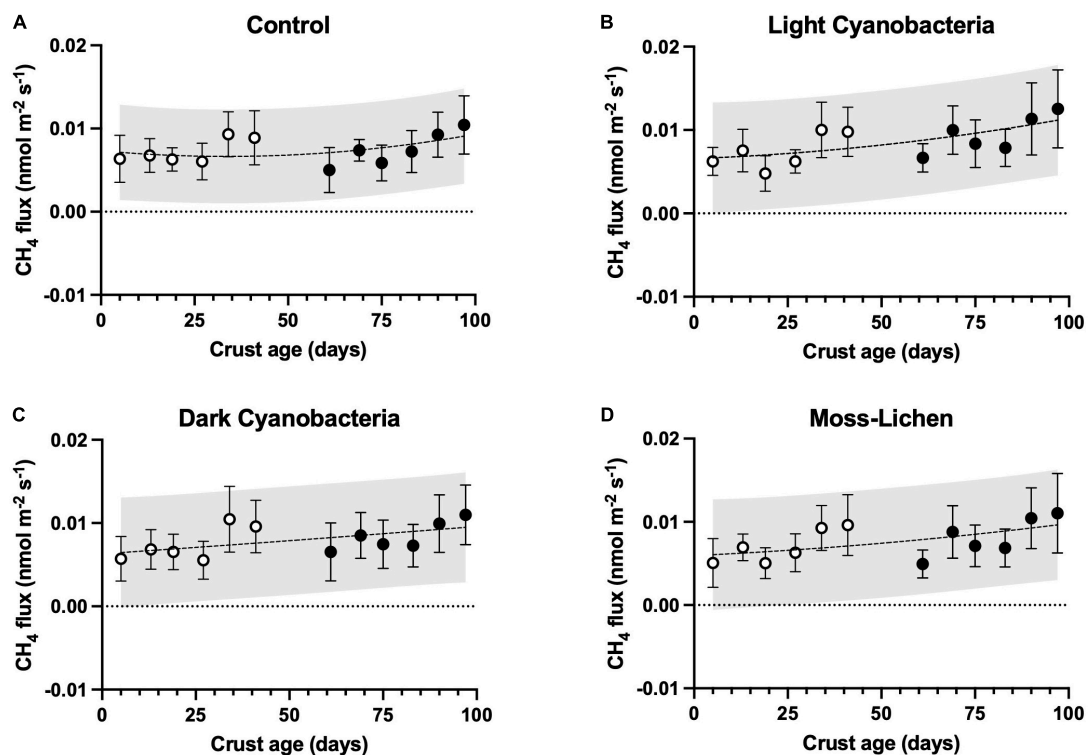 A
Control
CH4 flux (nmol m-2 s-1)
0.02
0.01
0.00
-0.01
0 25 50 75 100
Crust age (days)
B
Light Cyanobacteria
CH4 flux (nmol m-2 s-1)
0.02
0.01
0.00
-0.01
0 25 50 75 100
Crust age (days)
C
Dark Cyanobacteria
CH4 flux (nmol m-2 s-1)
0.02
0.01
0.00
-0.01
0 25 50 75 100
Crust age (days)
D
Moss-Lichen
CH4 flux (nmol m-2 s-1)
0.02
0.01
0.00
-0.01
0 25 50 75 100
Crust age (days)